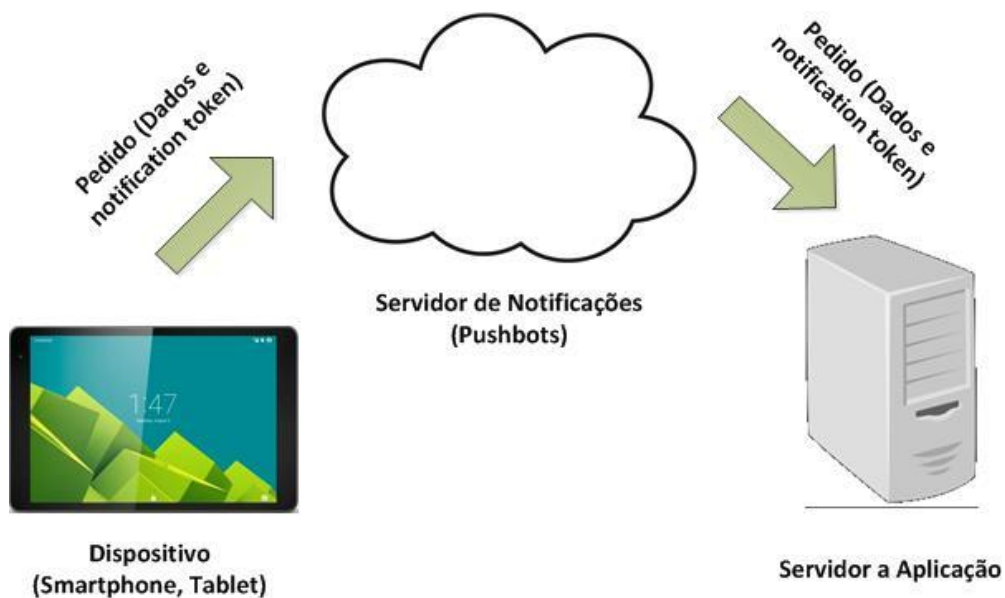 Pedido (Dados e
notification token)
Pedido (Dados e
notification token)
Servidor de Notificações
(Pushbots)
1:47
Dispositivo
(Smartphone, Tablet)
Servidor a Aplicação